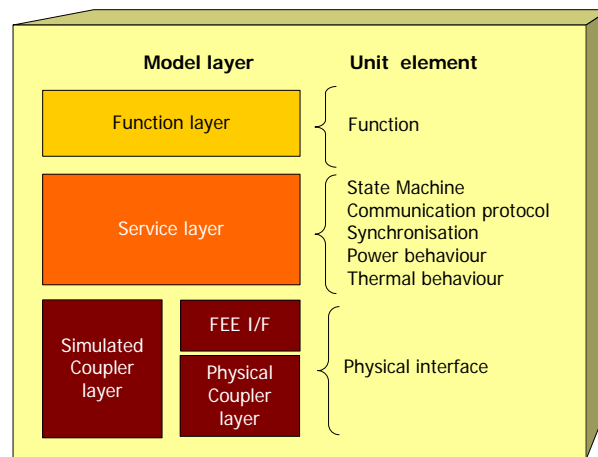 Model layer
Unit element
Function layer
Function
Service layer
State Machine
Communication protocol
Synchronisation
Power behaviour
Thermal behaviour
Simulated
Coupler
layer
FEE I/F
Physical
Coupler
layer
Physical interface